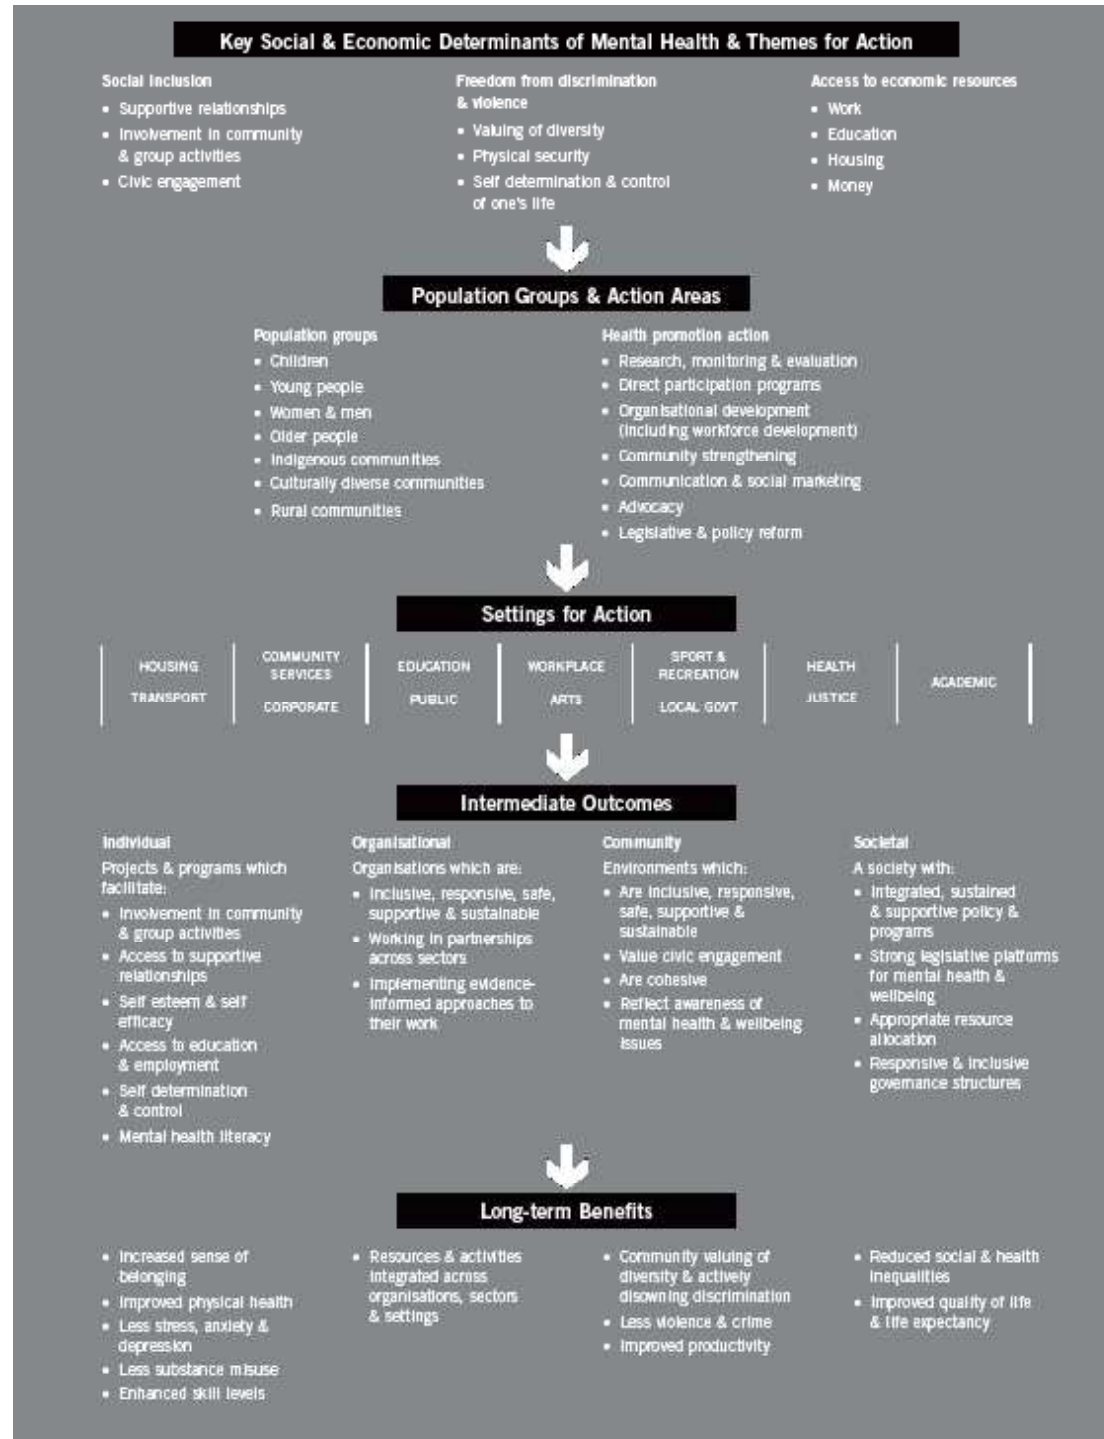 Key Social & Economic Determinants of Mental Health & Themes for Action
Social Inclusion
• Supportive relationships
• Involvement in community
& group activities
• Civic engagement
Freedom from discrimination
& violence
• Valuing of diversity
• Physical security
• Self determination & control
of one's life
Access to economic resources
• Work
• Education
• Housing
• Money
Population Groups & Action Areas
Population groups
• Children
• Young people
• Women & men
• Older people
• Indigenous communities
• Culturally diverse communities
• Rural communities
Health promotion action
• Research, monitoring & evaluation
• Direct participation programs
• Organisational development
(including workforce development)
• Community strengthening
• Communication & social marketing
• Advocacy
• Legislative & policy reform
Settings for Action
HOUSING
TRANSPORT
COMMUNITY
SERVICES
CORPORATE
EDUCATION
PUBLIC
WORKPLACE
ARTS
SPORT &
RECREATION
LOCAL GOVT
HEALTH
JUSTICE
ACADEMIC
Intermediate Outcomes
Individual
Projects & programs which
facilitate:
• Involvement in community
& group activities
• Access to supportive
relationships
• Self esteem & self
efficacy
• Access to education
& employment
• Self determination
& control
• Mental health literacy
Organisational
Organisations which are:
• Inclusive, responsive, safe,
supportive & sustainable
• Working in partnerships
across sectors
• Implementing evidence-
informed approaches to
their work
Community
Environments which:
• Are inclusive, responsive,
safe, supportive &
sustainable
• Value civic engagement
• Are cohesive
• Reflect awareness of
mental health & wellbeing
issues
Societal
A society with:
• Integrated, sustained
& supportive policy &
programs
• Strong legislative platforms
for mental health &
wellbeing
• Appropriate resource
allocation
• Responsive & inclusive
governance structures
Long-term Benefits
• Increased sense of
belonging
• Improved physical health
• Less stress, anxiety &
depression
• Less substance misuse
• Enhanced skill levels
• Resources & activities
integrated across
organisations, sectors
& settings
• Community valuing of
diversity & actively
disowning discrimination
• Less violence & crime
• Improved productivity
• Reduced social & health
inequalities
• Improved quality of life
& life expectancy